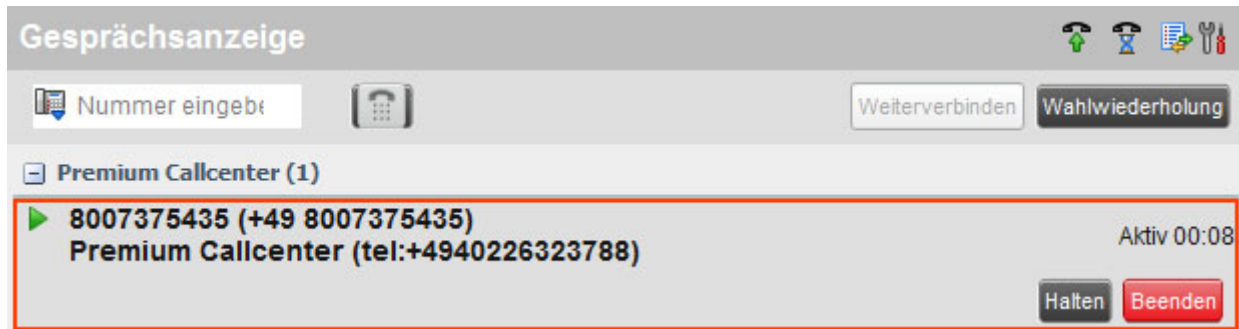 Gesprächsanzeige
Nummer eingebe
Weiterverbinden
Wahlwiederholung
Premium Callcenter (1)
8007375435 (+49 8007375435)
Premium Callcenter (tel:+4940226323788)
Aktiv 00:08
Halten
Beenden